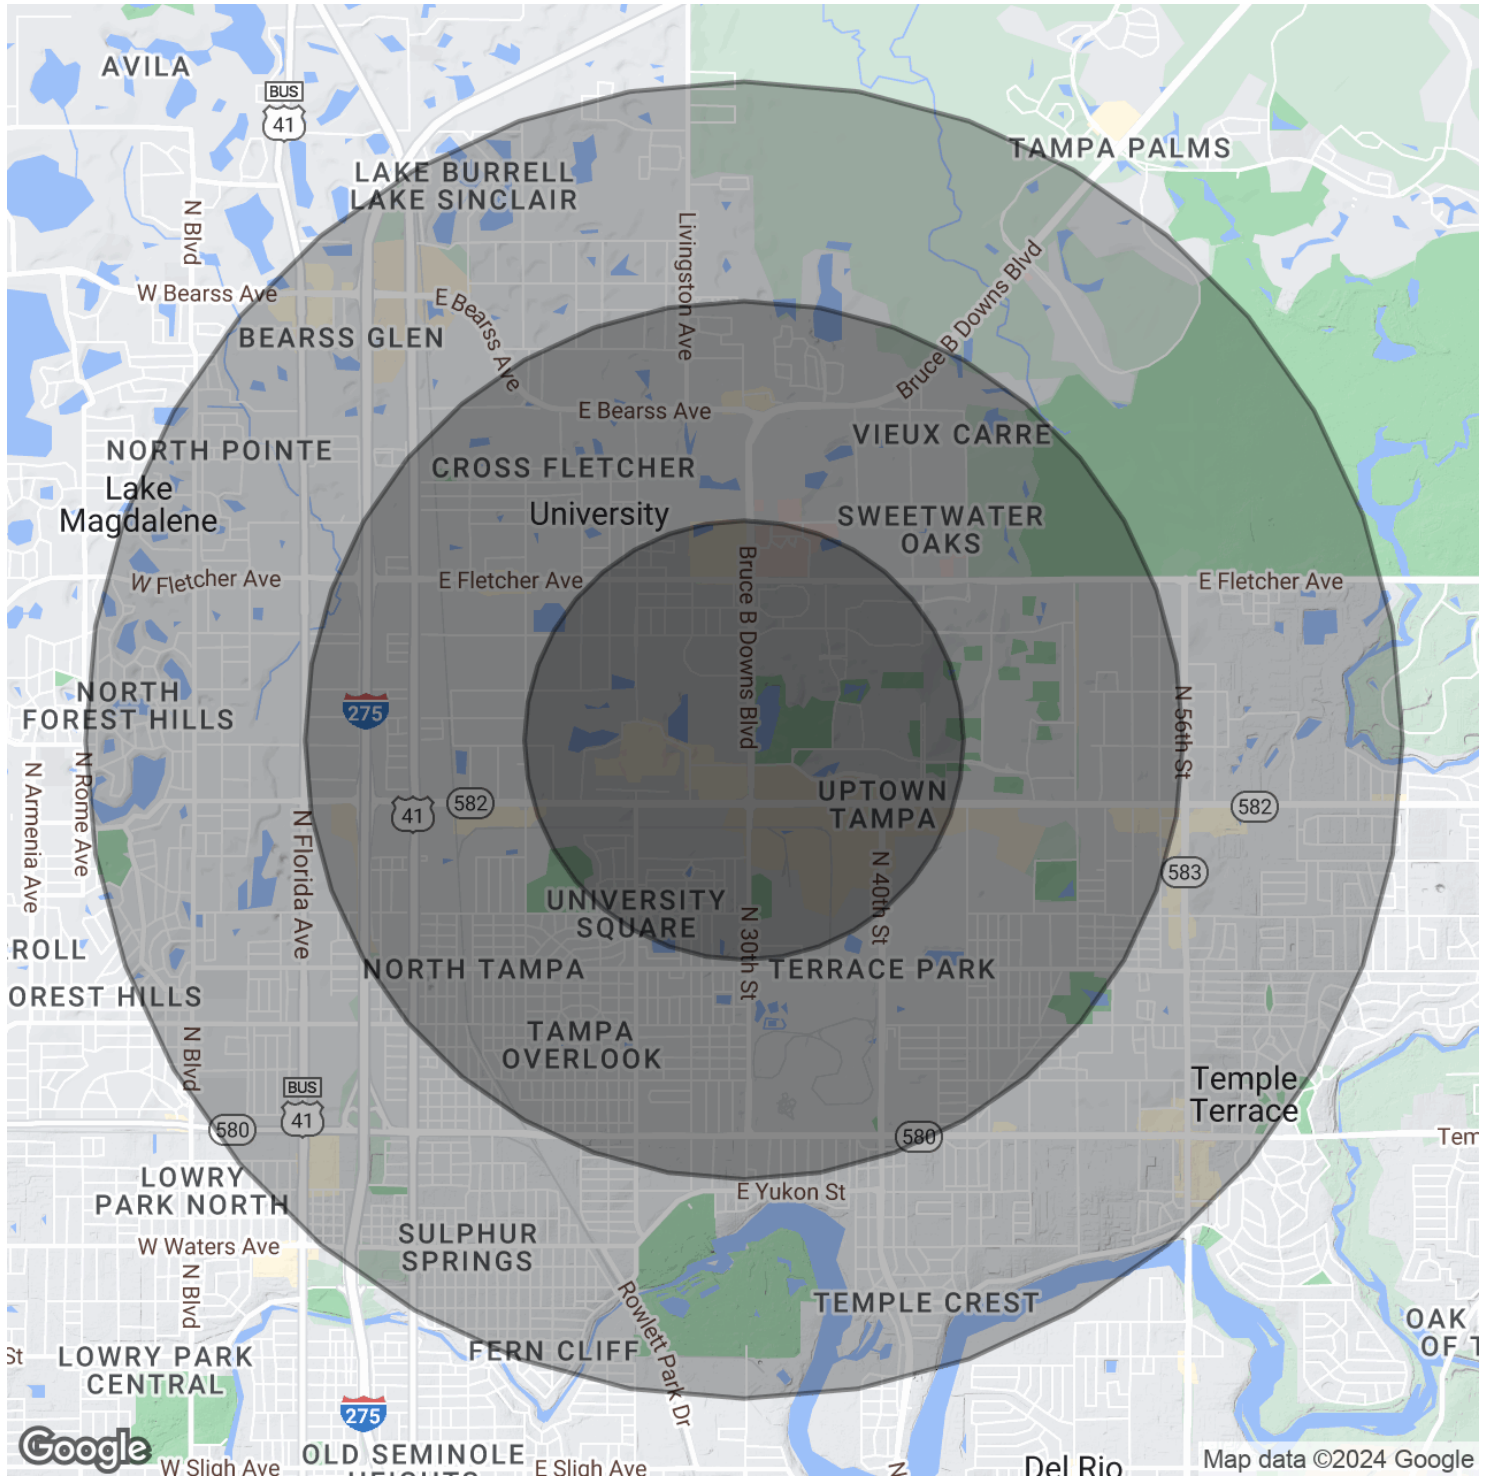 AVILA
BUS
41
TAMPA PALMS
LAKE BURRELL
LAKE SINCLAIR
N Blvd
Livingston Ave
W Bearss Ave
E Bearss Ave
Bruce B Downs Blvd
BEARSS GLEN
E Bearss Ave
VIEUX CARRE
NORTH POINTE
CROSS FLETCHER
Lake
Magdalene
University
SWEETWATER
OAKS
W Fletcher Ave
E Fletcher Ave
Bruce B Downs Blvd
E Fletcher Ave
NORTH
FOREST HILLS
275
N 56th St
N Armenia Ave
N Rome Ave
582
41
UPTOWN
TAMPA
582
N Florida Ave
N 40th St
583
UNIVERSITY
SQUARE
N 30th St
ROLL
NORTH TAMPA
TERRACE PARK
OREST HILLS
TAMPA
OVERLOOK
N Blvd
BUS
41
Temple
Terrace
580
580
Tem
LOWRY
PARK NORTH
E Yukon St
W Waters Ave
SULPHUR
SPRINGS
N Blvd
Rowlett Park Dr
TEMPLE CREST
OAK
OF T
St
LOWRY PARK
CENTRAL
FERN CLIFF
275
Google
OLD SEMINOLE
HEIGHTS
W Sligh Ave
E Sligh Ave
N
Del Rio
Map data ©2024 Google